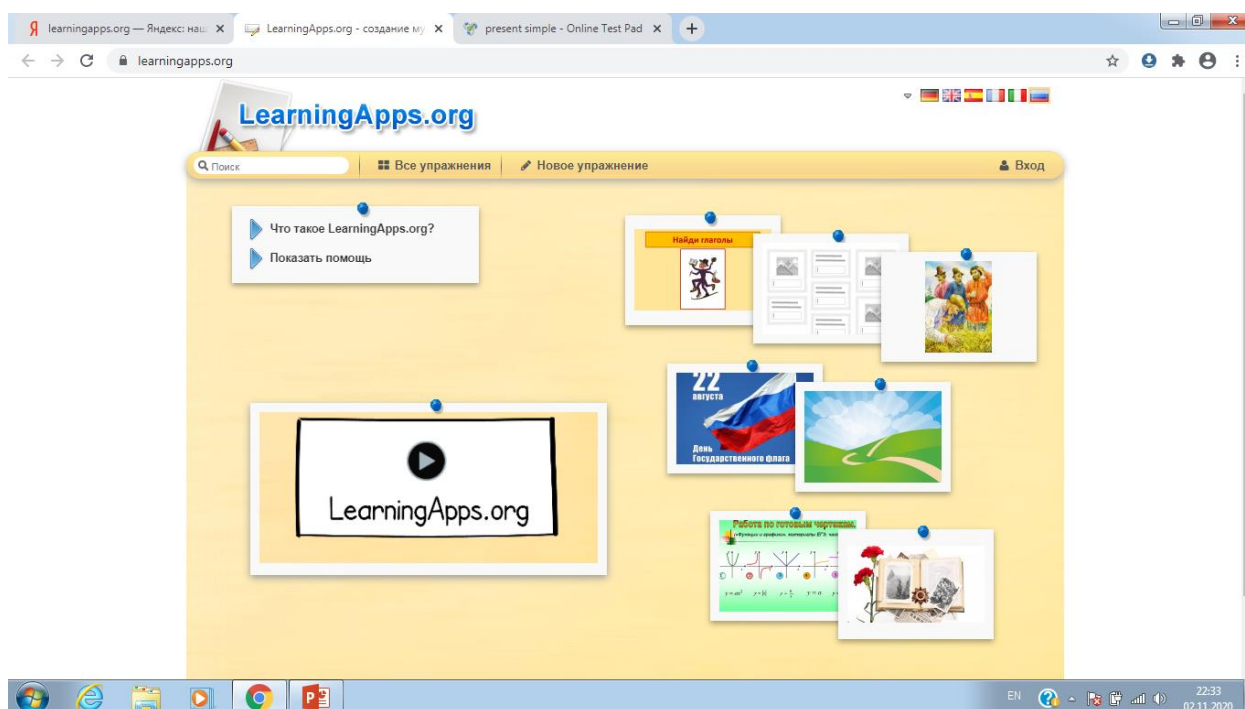 learningapps.org — Яндекс: наш
LearningApps.org - создание му
present simple - Online Test Pad
learningapps.org
LearningApps.org
Поиск
Все упражнения
Новое упражнение
Вход
Что такое LearningApps.org?
Показать помощь
Найди глаголы
22
августа
День
Государственного флага
LearningApps.org
Работа по готовым чертежам.
EN
22:33
02.11.2020